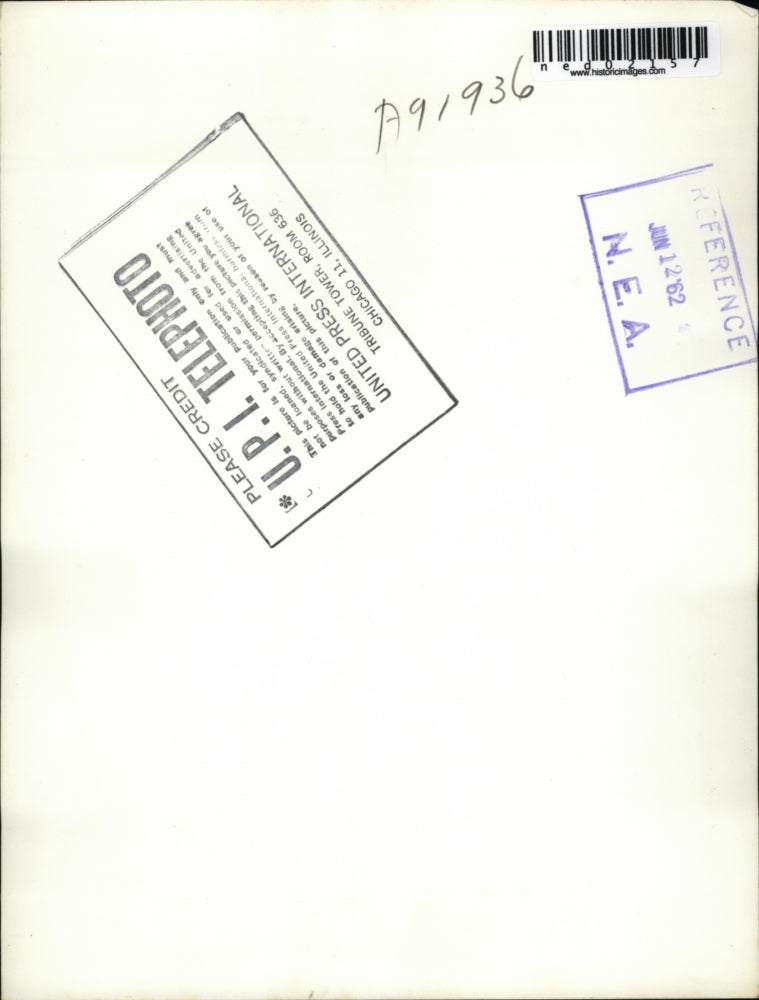 ned02157
www.historicimages.com
A91936
REFERENCE
JUN 12 '62
N.E.A.
PLEASE CREDIT
U.P.I. TELEPHOTO
This picture is for your publication only and must
not be loaned, syndicated or used for advertising
purposes without written permission from the United
Press International. By accepting this picture you agree
to hold the United Press International harmless from
any loss or damage arising by reason of your use or
publication of this picture.
UNITED PRESS INTERNATIONAL
TRIBUNE TOWER, ROOM 636
CHICAGO 11, ILLINOIS